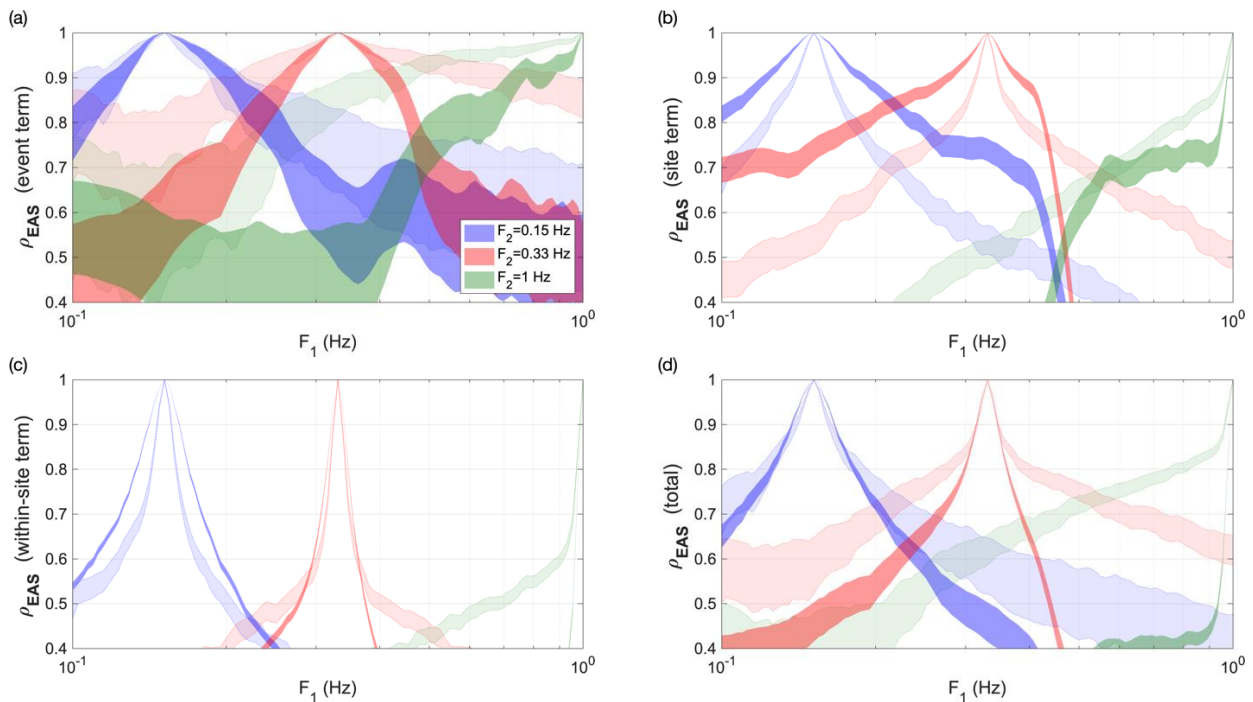 (a)
1
0.9
0.8
0.7
0.6
0.5
0.4
ρEAS (event term)
F2=0.15 Hz
F2=0.33 Hz
F2=1 Hz
10-1
100
F1 (Hz)
(b)
1
0.9
0.8
0.7
0.6
0.5
0.4
ρEAS (site term)
10-1
100
F1 (Hz)
(c)
1
0.9
0.8
0.7
0.6
0.5
0.4
ρEAS (within-site term)
10-1
100
F1 (Hz)
(d)
1
0.9
0.8
0.7
0.6
0.5
0.4
ρEAS (total)
10-1
100
F1 (Hz)